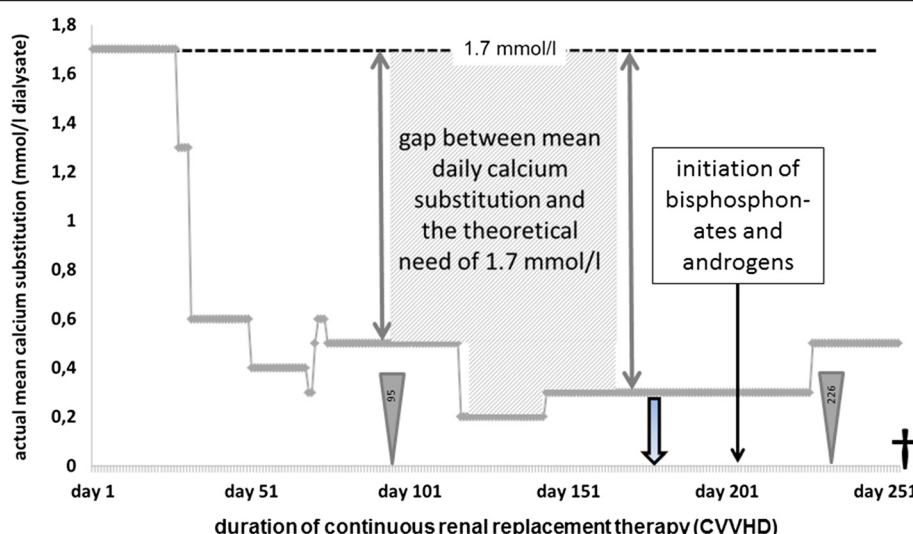 actual mean calcium substitution (mmol/l dialysate)
1,8
1,6
1,4
1,2
1
0,8
0,6
0,4
0,2
0
1.7 mmol/l
gap between mean
daily calcium
substitution and
the theoretical
need of 1.7 mmol/l
initiation of
bisphosphon-
ates and
androgens
95
226
day 1
day 51
day 101
day 151
day 201
day 251
duration of continuous renal replacement therapy (CVVHD)